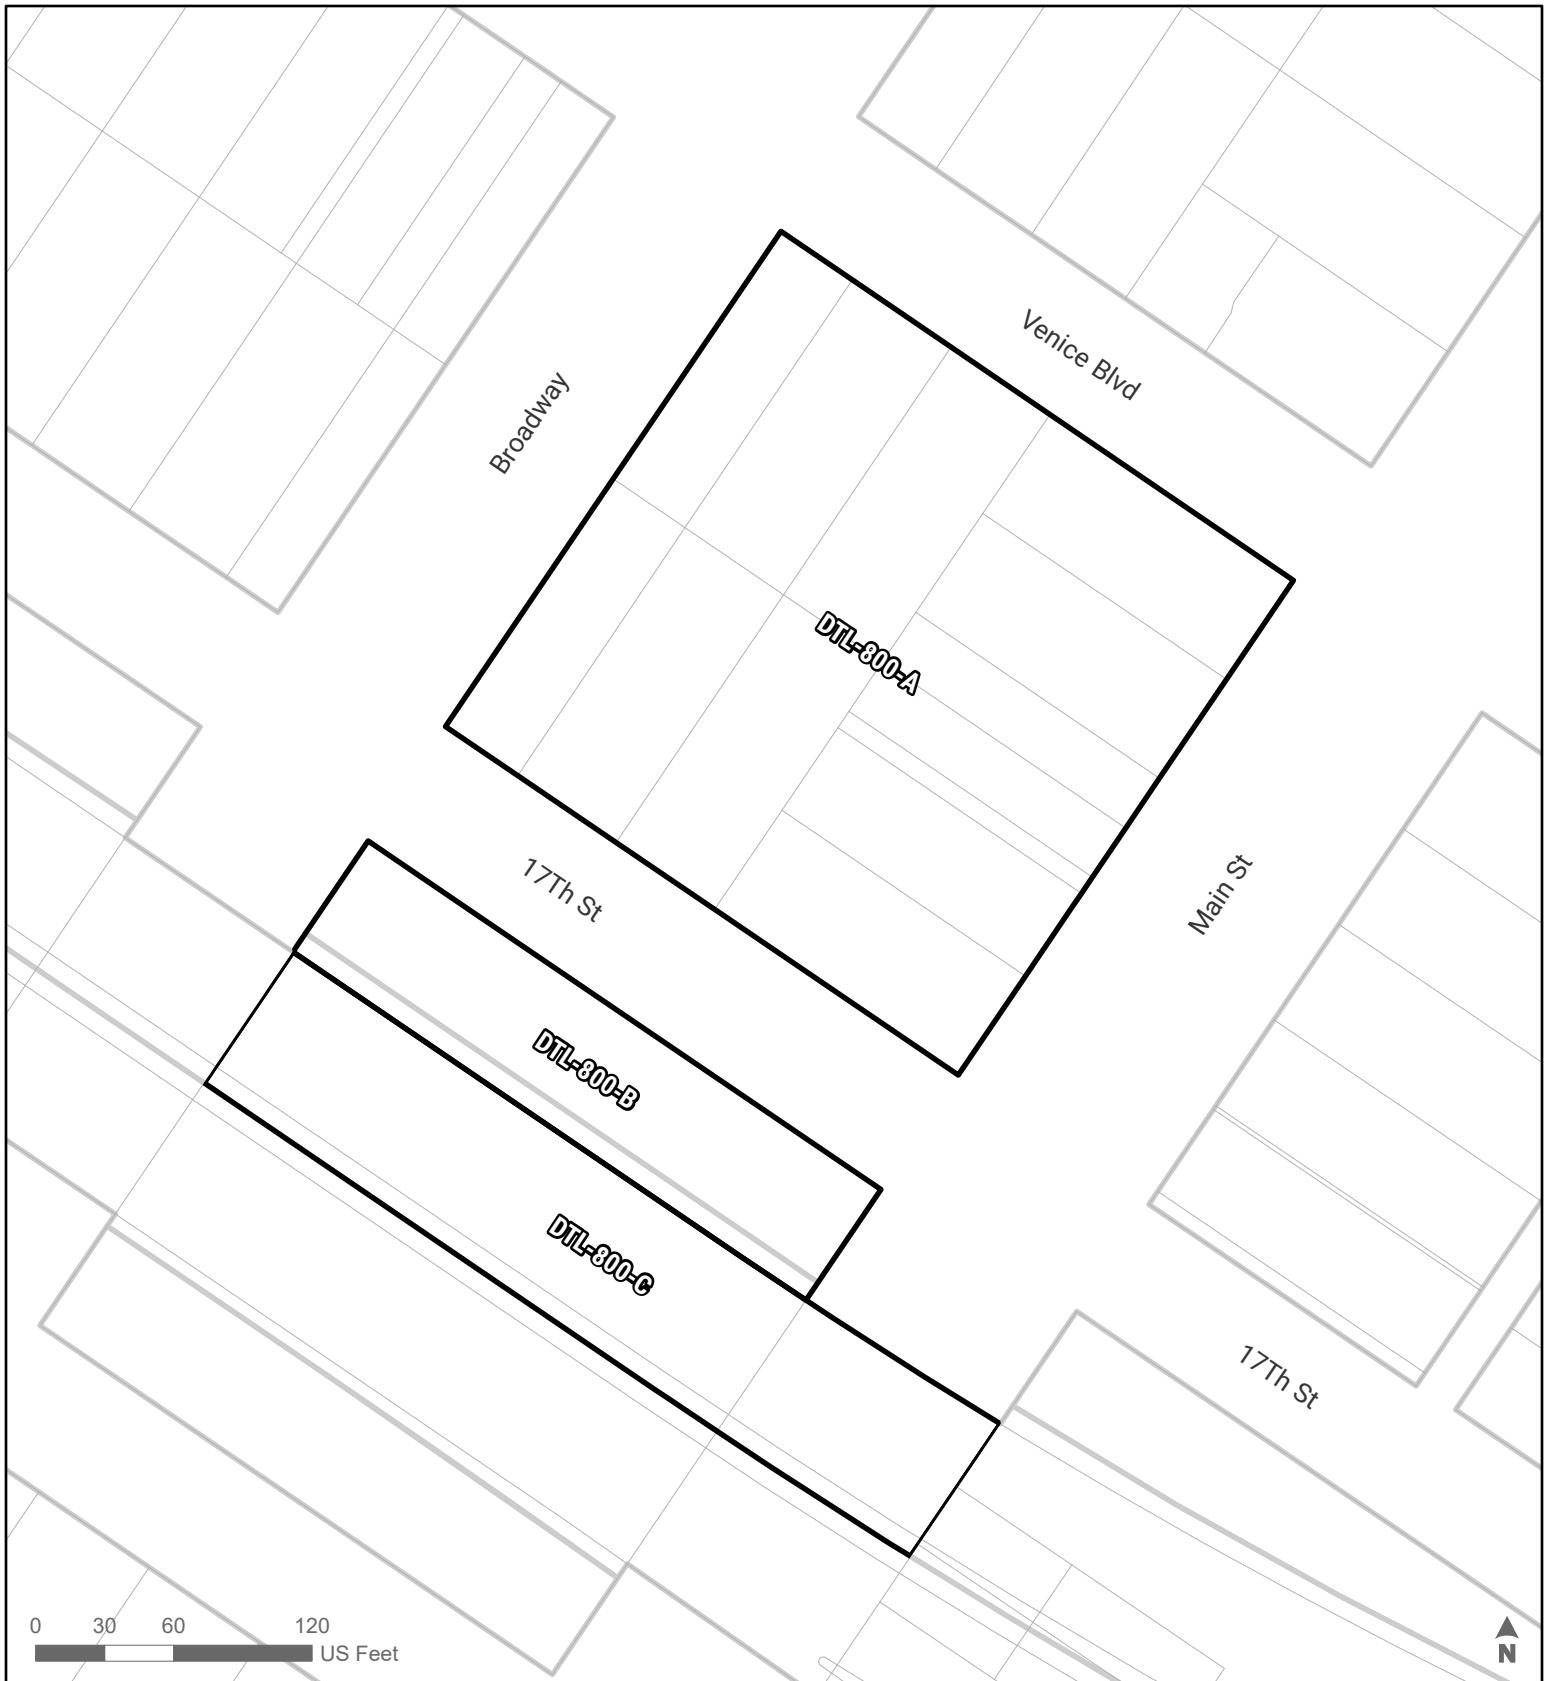 Venice Blvd
Broadway
DTL-800-A
Main St
17Th St
DTL-800-B
DTL-800-C
17Th St
0 30 60 120
US Feet
N